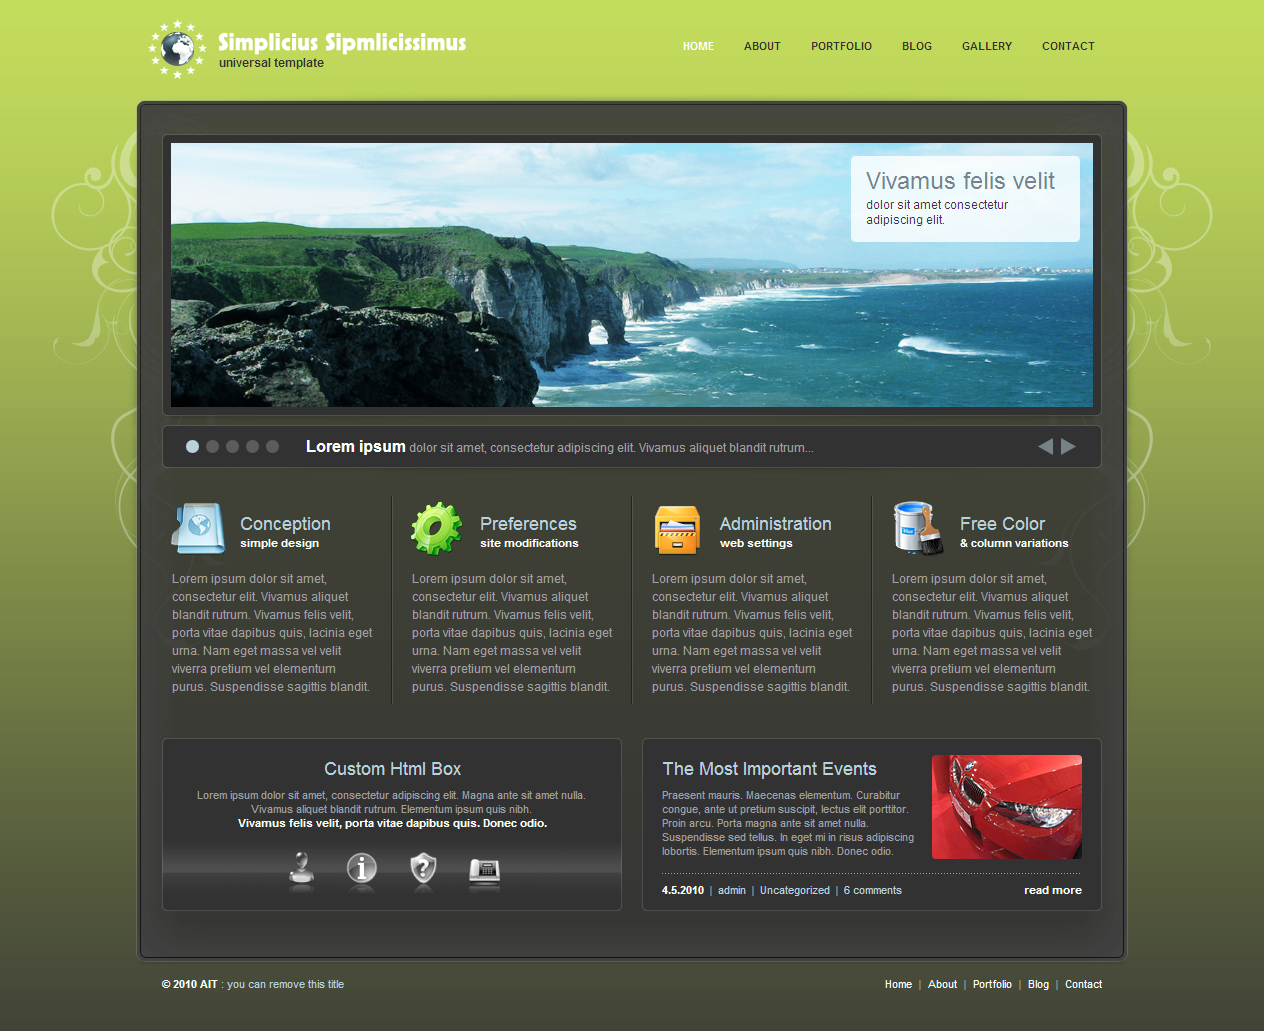 Simplicius Sipmlicissimus
universal template
HOME ABOUT PORTFOLIO BLOG GALLERY CONTACT
Vivamus felis velit
dolor sit amet consectetur
adipiscing elit.
Lorem ipsum dolor sit amet, consectetur adipiscing elit. Vivamus aliquet blandit rutrum...
Conception
simple design
Lorem ipsum dolor sit amet,
consectetur elit. Vivamus aliquet
blandit rutrum. Vivamus felis velit,
porta vitae dapibus quis, lacinia eget
urna. Nam eget massa vel velit
viverra pretium vel elementum
purus. Suspendisse sagittis blandit.
Preferences
site modifications
Lorem ipsum dolor sit amet,
consectetur elit. Vivamus aliquet
blandit rutrum. Vivamus felis velit,
porta vitae dapibus quis, lacinia eget
urna. Nam eget massa vel velit
viverra pretium vel elementum
purus. Suspendisse sagittis blandit.
Administration
web settings
Lorem ipsum dolor sit amet,
consectetur elit. Vivamus aliquet
blandit rutrum. Vivamus felis velit,
porta vitae dapibus quis, lacinia eget
urna. Nam eget massa vel velit
viverra pretium vel elementum
purus. Suspendisse sagittis blandit.
blue
Free Color
& column variations
Lorem ipsum dolor sit amet,
consectetur elit. Vivamus aliquet
blandit rutrum. Vivamus felis velit,
porta vitae dapibus quis, lacinia eget
urna. Nam eget massa vel velit
viverra pretium vel elementum
purus. Suspendisse sagittis blandit.
Custom Html Box
Lorem ipsum dolor sit amet, consectetur adipiscing elit. Magna ante sit amet nulla.
Vivamus aliquet blandit rutrum. Elementum ipsum quis nibh.
Vivamus felis velit, porta vitae dapibus quis. Donec odio.
The Most Important Events
Praesent mauris. Maecenas elementum. Curabitur
congue, ante ut pretium suscipit, lectus elit porttitor.
Proin arcu. Porta magna ante sit amet nulla.
Suspendisse sed tellus. In eget mi in risus adipiscing
lobortis. Elementum ipsum quis nibh. Donec odio.
4.5.2010 | admin | Uncategorized | 6 comments
read more
© 2010 AIT : you can remove this title
Home | About | Portfolio | Blog | Contact